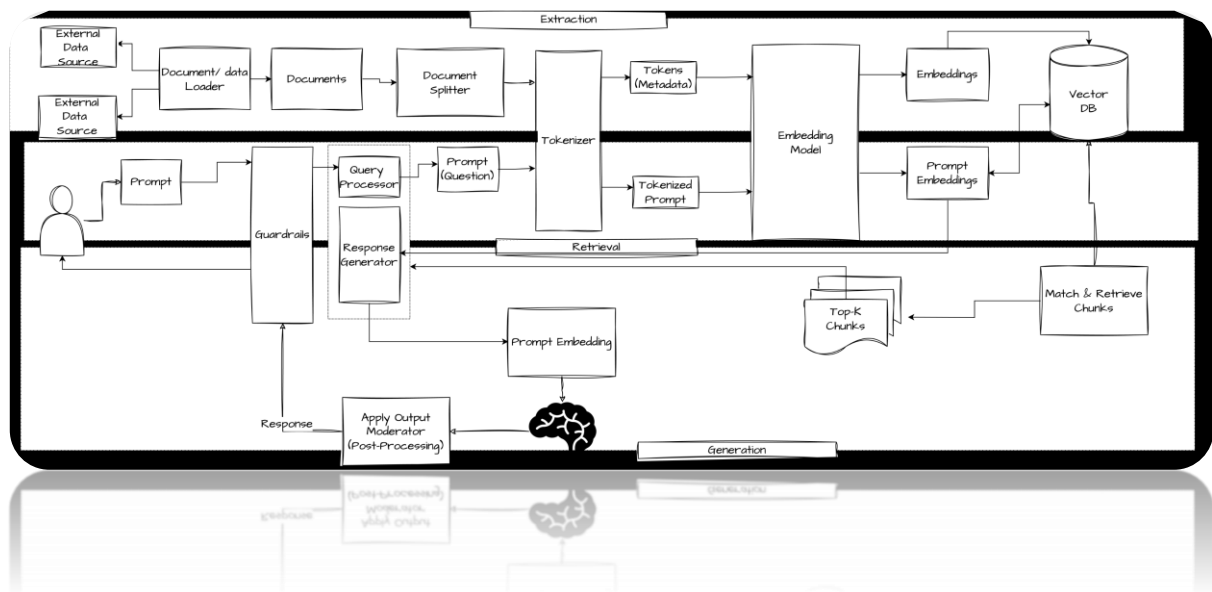 Extraction
External
Data
Source
External
Data
Source
Document/ data
Loader
Documents
Document
Splitter
Tokenizer
Tokens
(Metadata)
Embedding
Model
Embeddings
Vector
DB
Prompt
Guardrails
Query
Processor
Prompt
(Question)
Tokenized
Prompt
Prompt
Embeddings
Response
Generator
Retrieval
Top-K
Chunks
Match & Retrieve
Chunks
Prompt Embedding
Response
Apply Output
Moderator
(Post-Processing)
Generation